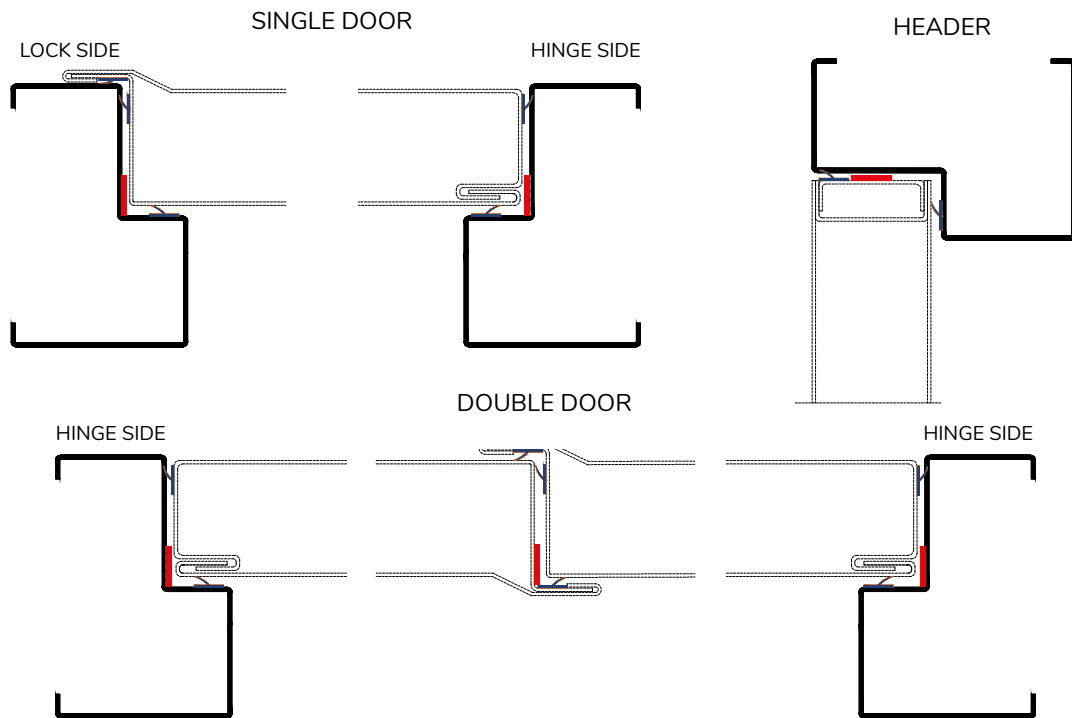 SINGLE DOOR
HEADER
LOCK SIDE
HINGE SIDE
DOUBLE DOOR
HINGE SIDE
HINGE SIDE